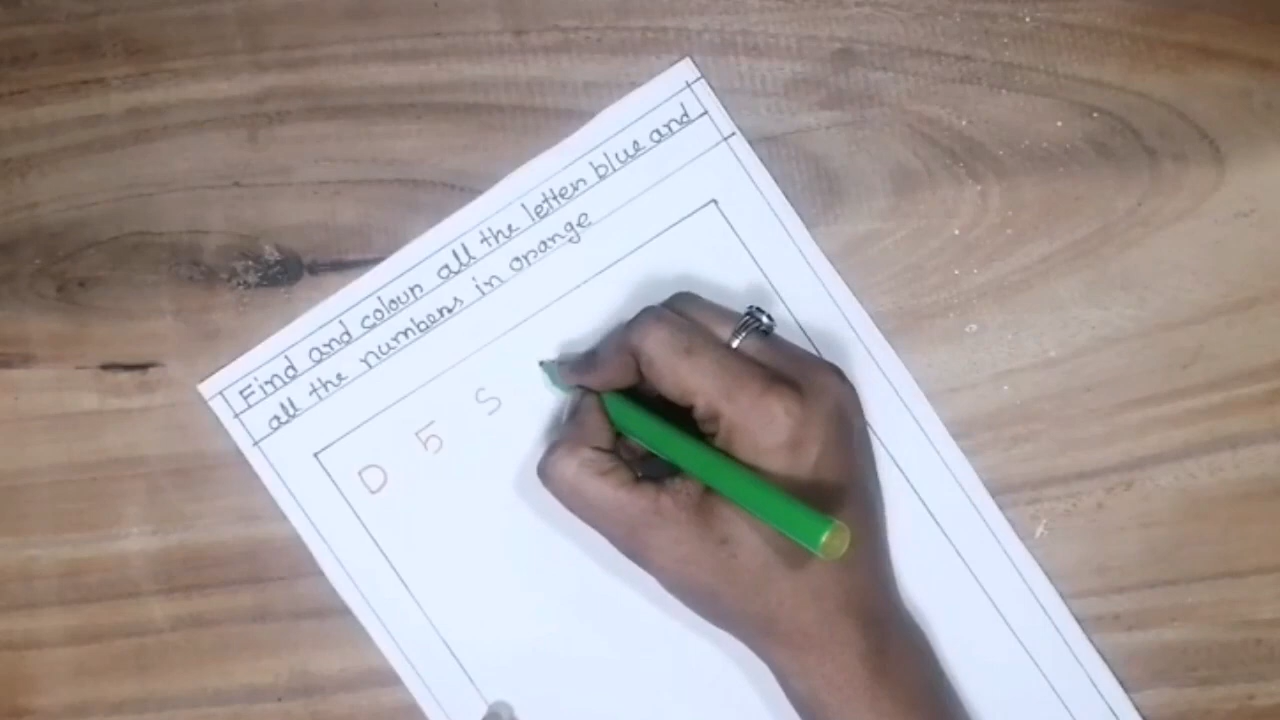 Find and colour all the letter blue and
all the numbers in orange
D 5 S